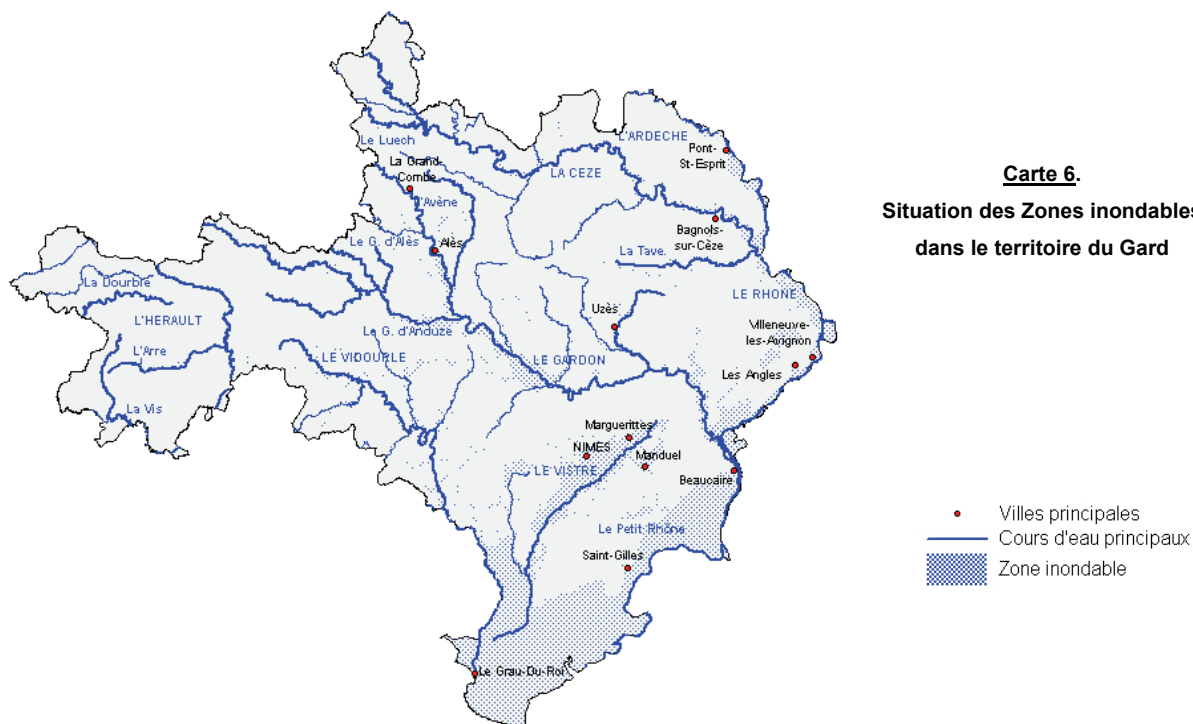 Carte 6.
Situation des Zones inondables
dans le territoire du Gard
L'ARDECHE
Pont-
St-Esprit
Le Luech
La Grand
Combe
LA CEZE
l'Avène
Bagnols-
sur-Cèze
Le G. d'Alès
Alès
La Tave.
La Dourbie
LE RHONE
L'HERAULT
Uzès
Villeneuve-
les-Avignon
Le G. d'Anduze
L'Arre
LE VIDOURLE
LE GARDON
Les Angles
La Vis
Marguerittes
NIMES
Manduel
LE VISTRE
Beaucaire
Le Petit Rhône
Saint-Gilles
Le Grau-Du-Roi
Villes principales
Cours d'eau principaux
Zone inondable